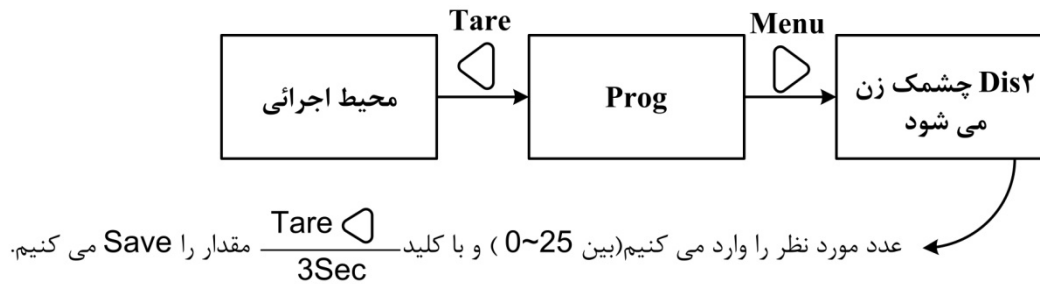 Tare
Menu
محیط اجرائی
Prog
Dis۲ چشمک زن
می شود
عدد مورد نظر را وارد می کنیم(بین 25~0 ) و با کلید Tare مقدار را Save می کنیم.
3Sec